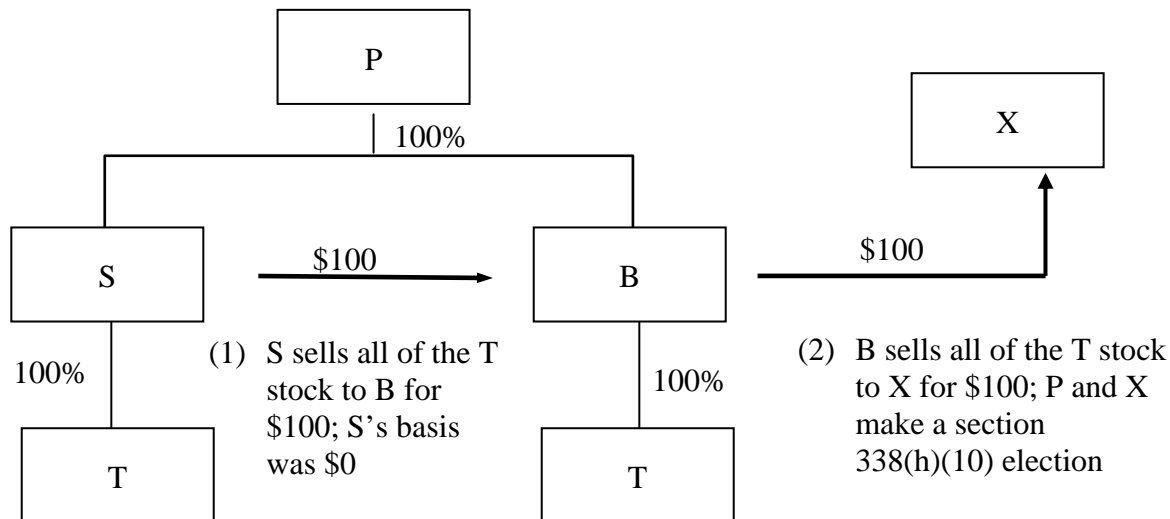 P
100%
X
S
$100
B
$100
100%
(1) S sells all of the T
stock to B for
$100; S's basis
was $0
100%
(2) B sells all of the T stock
to X for $100; P and X
make a section
338(h)(10) election
T
T